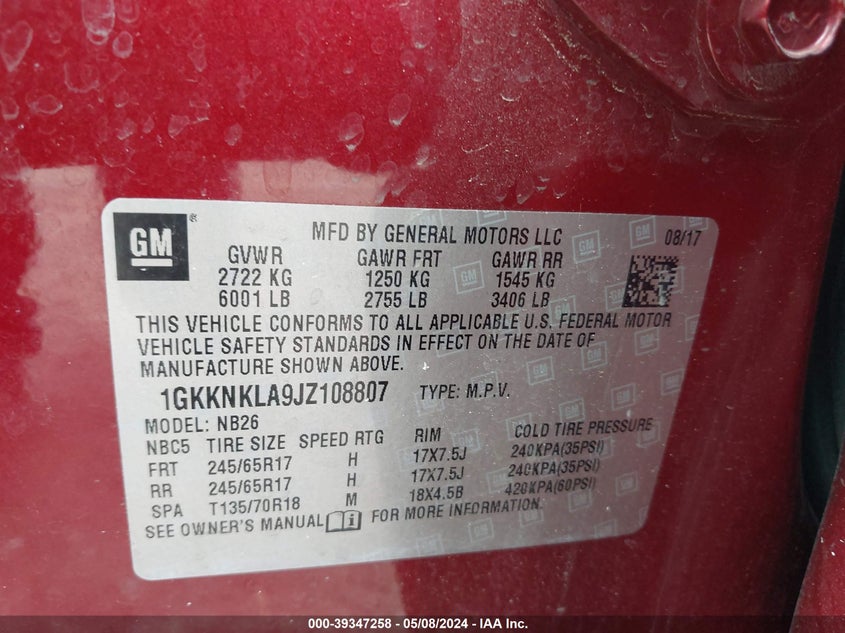 GM ®
MFD BY GENERAL MOTORS LLC 08/17
GVWR GAWR FRT GAWR RR
2722 KG 1250 KG 1545 KG
6001 LB 2755 LB 3406 LB
THIS VEHICLE CONFORMS TO ALL APPLICABLE U.S. FEDERAL MOTOR
VEHICLE SAFETY STANDARDS IN EFFECT ON THE DATE OF
MANUFACTURE SHOWN ABOVE.
1GKKNKLA9JZ108807 TYPE: M.P.V.
MODEL: NB26
NBC5 TIRE SIZE SPEED RTG RIM COLD TIRE PRESSURE
FRT 245/65R17 H 17X7.5J 240KPA(35PSI)
RR 245/65R17 H 17X7.5J 240KPA(35PSI)
SPA T135/70R18 M 18X4.5B 420KPA(60PSI)
SEE OWNER'S MANUAL FOR MORE INFORMATION.
000-39347258 - 05/08/2024 - IAA Inc.